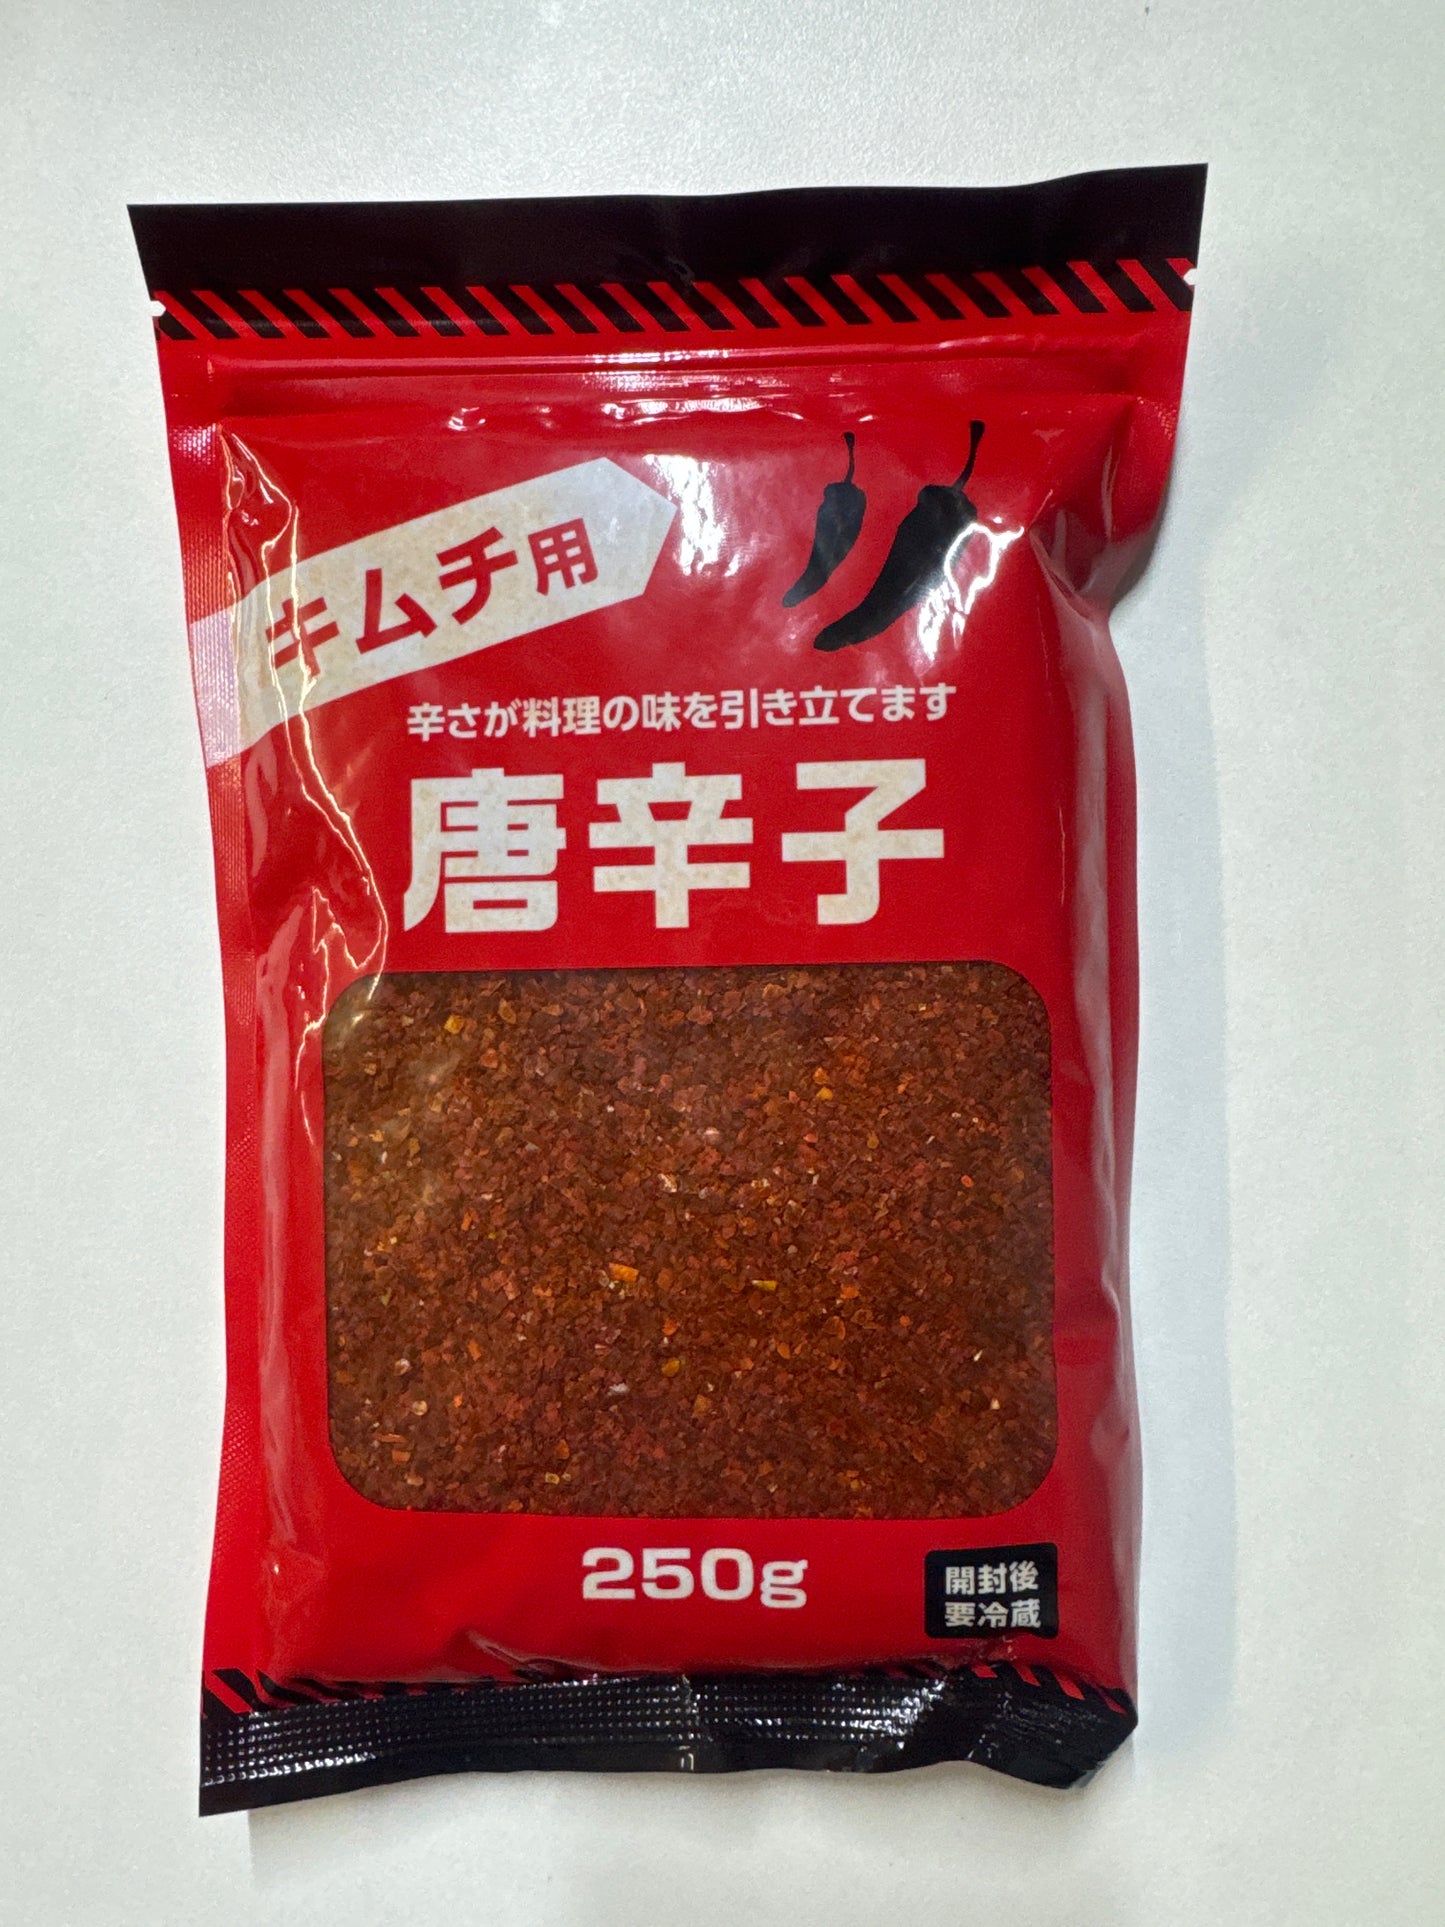 キムチ用
辛さが料理の味を引き立てます
唐辛子
250g
開封後
要冷蔵